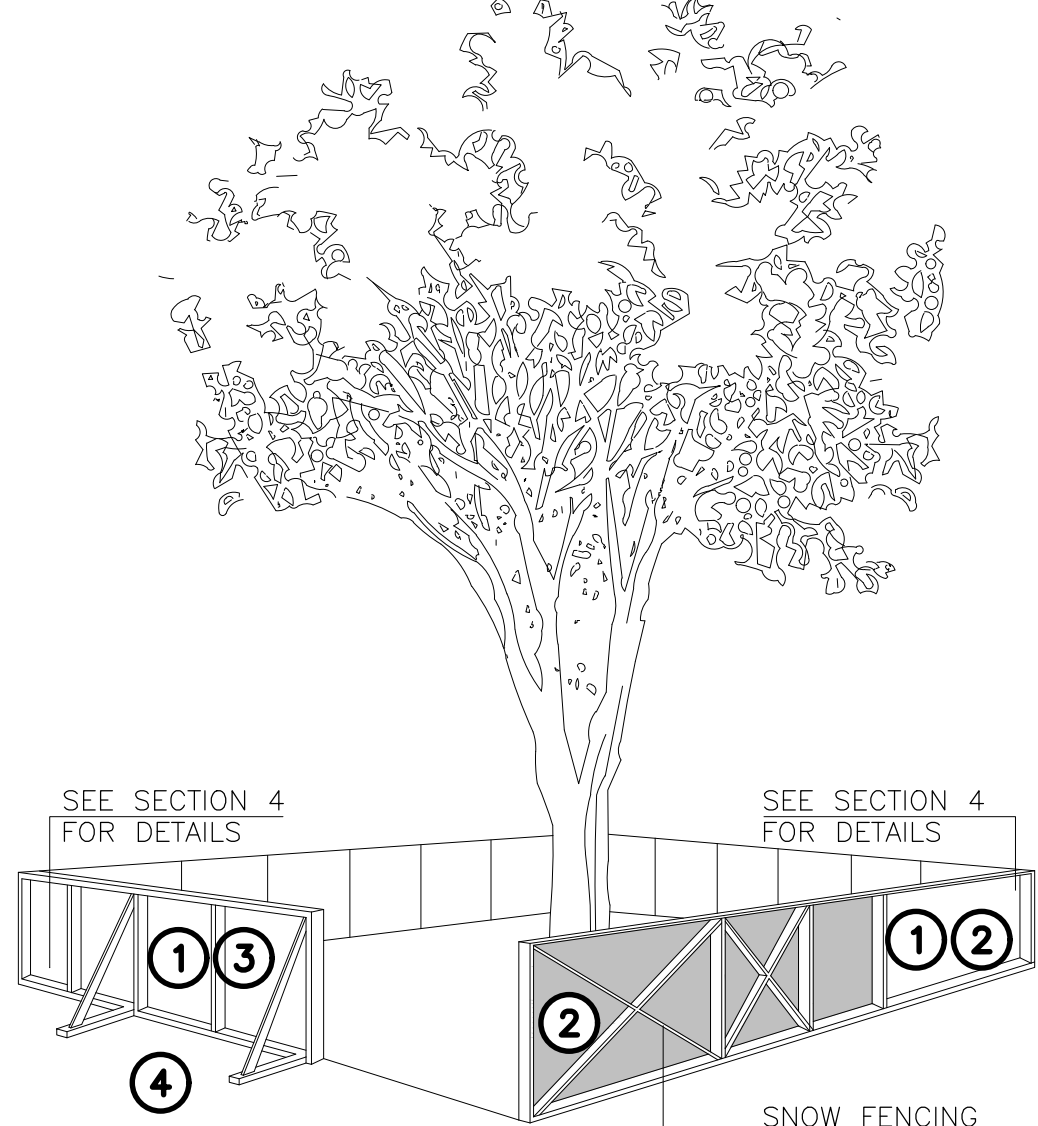 SEE SECTION 4
FOR DETAILS
SEE SECTION 4
FOR DETAILS
1 3
1 2
2
4
SNOW FENCING